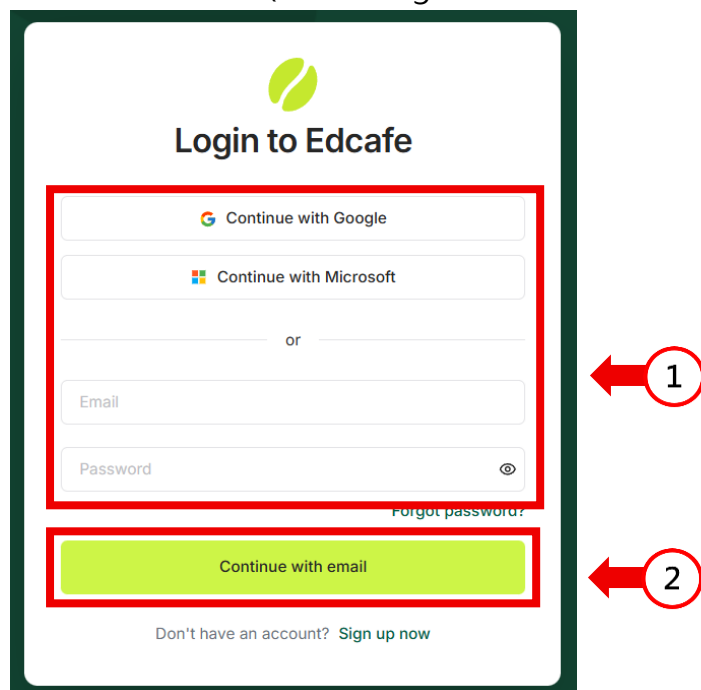 Login to Edcafe
Continue with Google
Continue with Microsoft
or
Email
1
Password
Forgot password?
Continue with email
2
Don't have an account? Sign up now